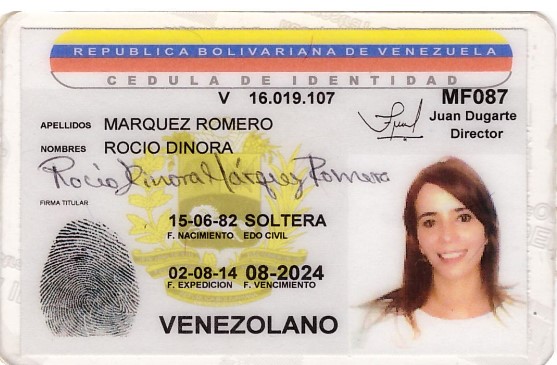 REPUBLICA BOLIVARIANA DE VENEZUELA
CEDULA DE IDENTIDAD
V 16.019.107
MF087
Juan Dugarte
Director
APELLIDOS MARQUEZ ROMERO
NOMBRES ROCIO DINORA
Rocío Dinora Márquez Romero
FIRMA TITULAR
15-06-82 SOLTERA
F. NACIMIENTO EDO CIVIL
02-08-14 08-2024
F. EXPEDICION F. VENCIMIENTO
VENEZOLANO